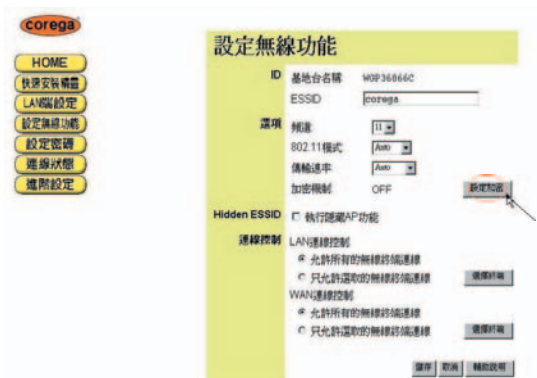 corega
HOME
快速安裝精靈
LAN端設定
設定無線功能
設定密碼
連線狀態
進階設定
設定無線功能
ID 基地台名稱 WOP36866C
ESSID corega
選項 頻道: 11
802.11模式 Auto
傳輸速率: Auto
加密機制 OFF 設定加密
Hidden ESSID 執行隱藏AP功能
連線控制 LAN連線控制
允許所有的無線終端連線
只允許選取的無線終端連線 選擇終端
WAN連線控制
允許所有的無線終端連線
只允許選取的無線終端連線 選擇終端
儲存 取消 輔助說明